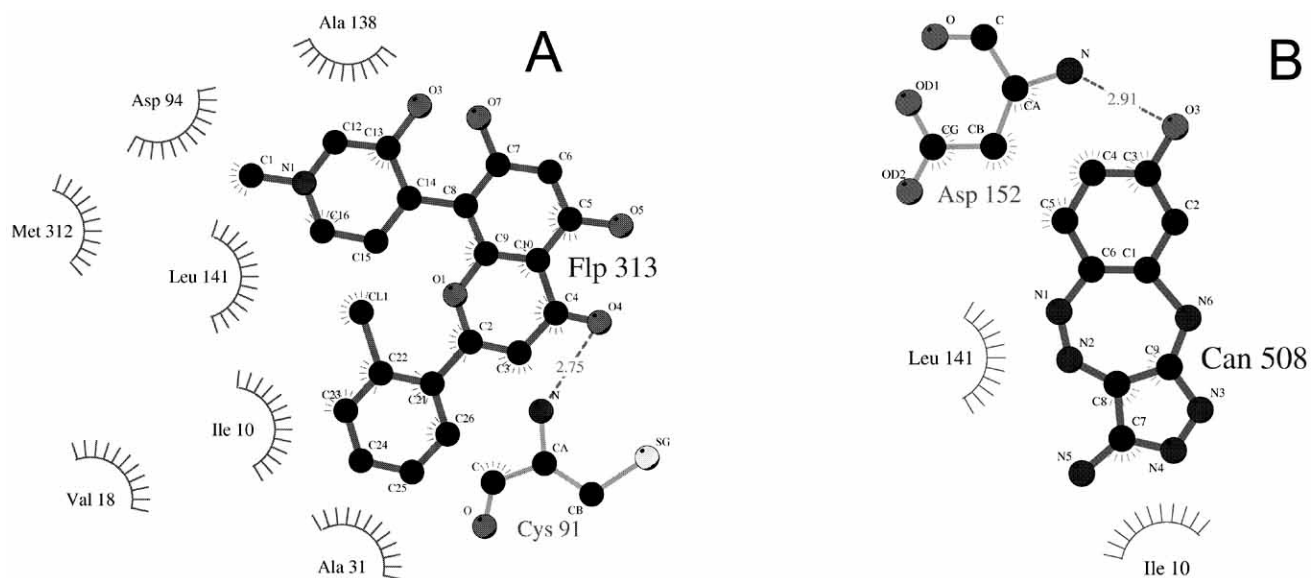 A
Ala 138
Asp 94
Met 312
Leu 141
Ile 10
Val 18
Ala 31
O3
C12
C13
C1
N1
C14
C16
C15
O7
C7
C6
C8
C5
O5
C9
C10
Flp 313
O1
C4
O4
CL1
C2
C3
2.75
C22
C21
C23
C26
C24
C25
N
CA
SG
C
O
CB
Cys 91
B
O
C
N
OD1
CA
2.91
O3
CG
CB
OD2
Asp 152
C4
C3
C5
C2
C6
C1
N1
N6
N2
C9
Can 508
Leu 141
C8
N3
C7
N5
N4
Ile 10